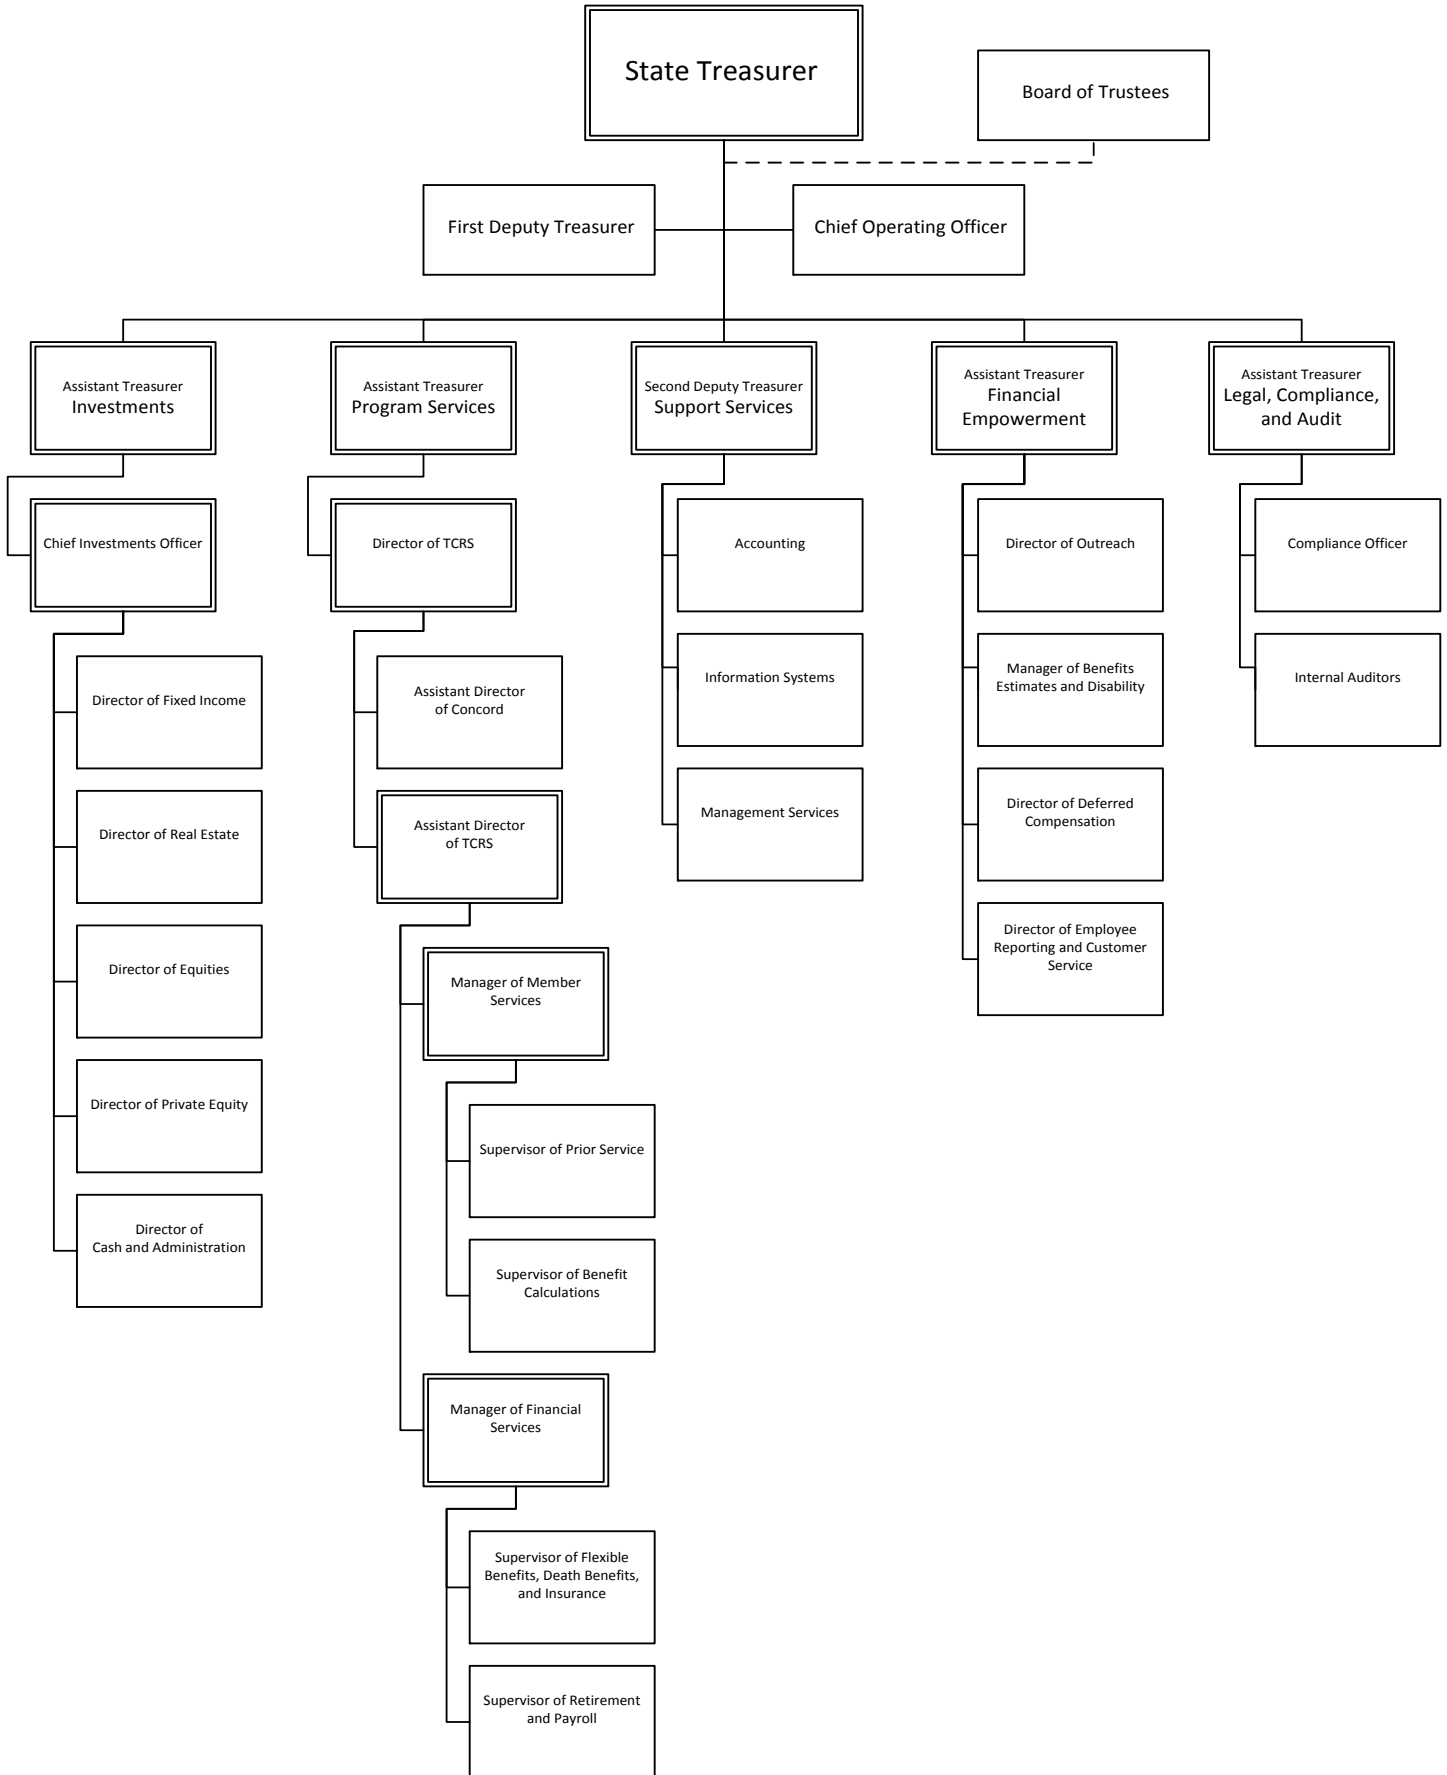 State Treasurer
Board of Trustees
First Deputy Treasurer
Chief Operating Officer
Assistant Treasurer
Investments
Assistant Treasurer
Program Services
Second Deputy Treasurer
Support Services
Assistant Treasurer
Financial
Empowerment
Assistant Treasurer
Legal, Compliance,
and Audit
Chief Investments Officer
Director of TCRS
Accounting
Director of Outreach
Compliance Officer
Director of Fixed Income
Assistant Director
of Concord
Information Systems
Manager of Benefits
Estimates and Disability
Internal Auditors
Director of Real Estate
Assistant Director
of TCRS
Management Services
Director of Deferred
Compensation
Director of Equities
Manager of Member
Services
Director of Employee
Reporting and Customer
Service
Director of Private Equity
Supervisor of Prior Service
Director of
Cash and Administration
Supervisor of Benefit
Calculations
Manager of Financial
Services
Supervisor of Flexible
Benefits, Death Benefits,
and Insurance
Supervisor of Retirement
and Payroll